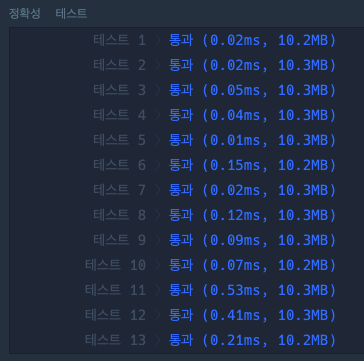 정확성 테스트
테스트 1 > 통과 (0.02ms, 10.2MB)
테스트 2 > 통과 (0.02ms, 10.3MB)
테스트 3 > 통과 (0.05ms, 10.3MB)
테스트 4 > 통과 (0.04ms, 10.3MB)
테스트 5 > 통과 (0.01ms, 10.3MB)
테스트 6 > 통과 (0.15ms, 10.2MB)
테스트 7 > 통과 (0.02ms, 10.3MB)
테스트 8 > 통과 (0.12ms, 10.3MB)
테스트 9 > 통과 (0.09ms, 10.3MB)
테스트 10 > 통과 (0.07ms, 10.2MB)
테스트 11 > 통과 (0.53ms, 10.3MB)
테스트 12 > 통과 (0.41ms, 10.3MB)
테스트 13 > 통과 (0.21ms, 10.2MB)